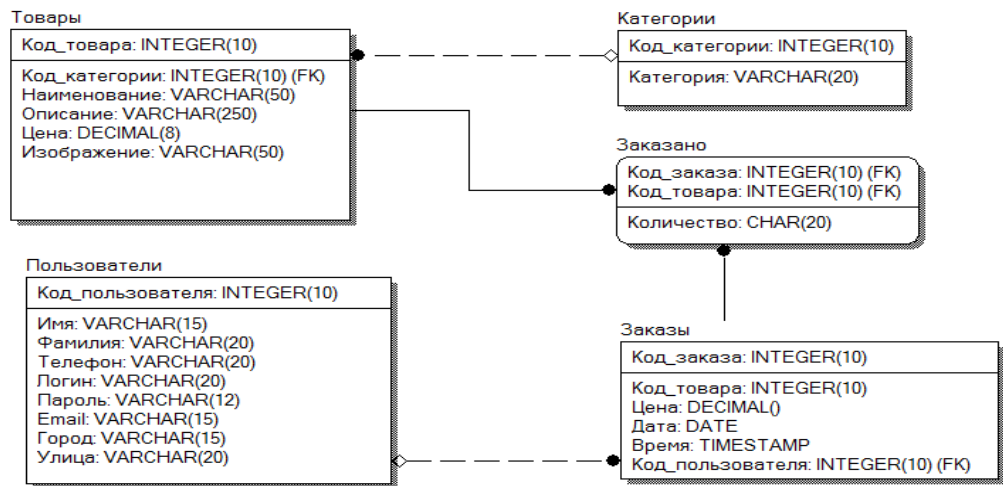 Товары
Код_товара: INTEGER(10)
Код_категории: INTEGER(10) (FK)
Наименование: VARCHAR(50)
Описание: VARCHAR(250)
Цена: DECIMAL(8)
Изображение: VARCHAR(50)
Категории
Код_категории: INTEGER(10)
Категория: VARCHAR(20)
Заказано
Код_заказа: INTEGER(10) (FK)
Код_товара: INTEGER(10) (FK)
Количество: CHAR(20)
Пользователи
Код_пользователя: INTEGER(10)
Имя: VARCHAR(15)
Фамилия: VARCHAR(20)
Телефон: VARCHAR(20)
Логин: VARCHAR(20)
Пароль: VARCHAR(12)
Email: VARCHAR(15)
Город: VARCHAR(15)
Улица: VARCHAR(20)
Заказы
Код_заказа: INTEGER(10)
Код_товара: INTEGER(10)
Цена: DECIMAL()
Дата: DATE
Время: TIMESTAMP
Код_пользователя: INTEGER(10) (FK)